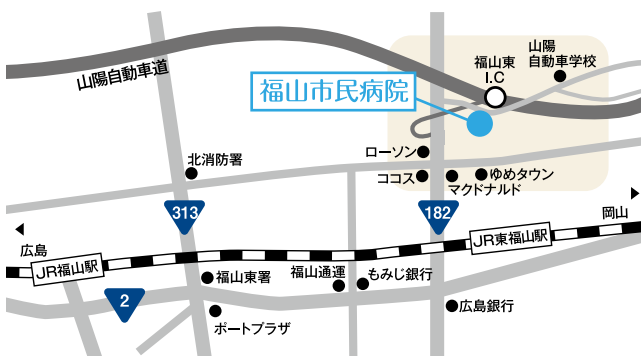 山陽
自動車学校
福山東
I.C
山陽自動車道
福山市民病院
ローソン
北消防署
ココス
ゆめタウン
マクドナルド
313
182
岡山
広島
JR福山駅
JR東福山駅
福山東署
福山通運
もみじ銀行
2
広島銀行
ポートプラザ